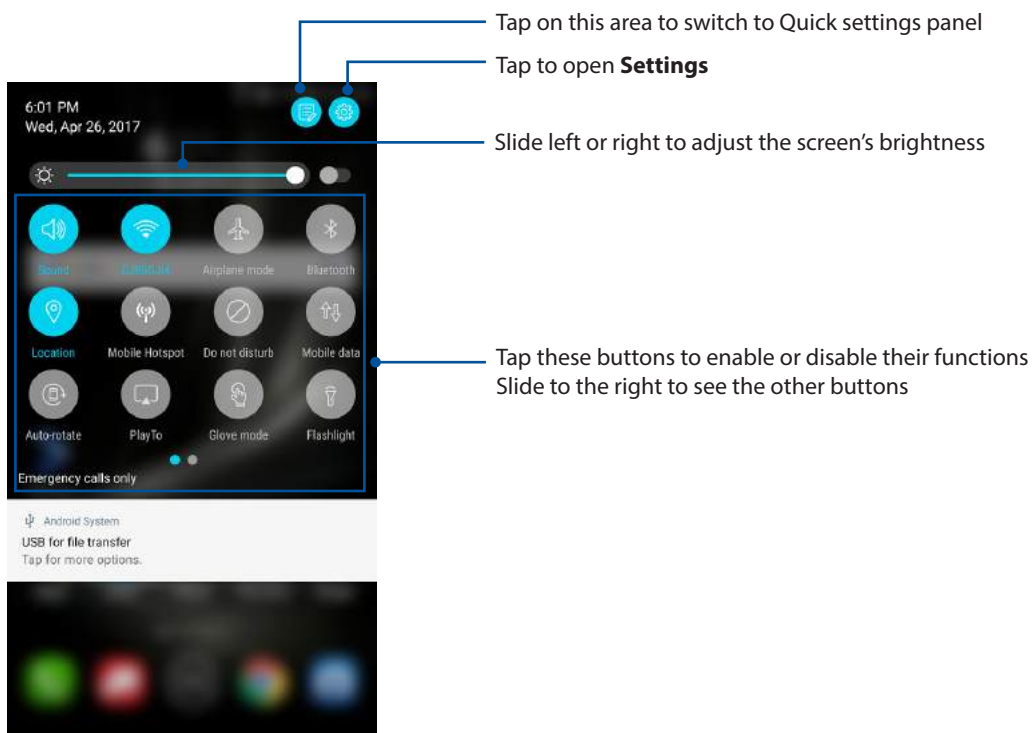 Tap on this area to switch to Quick settings panel
Tap to open Settings
6:01 PM
Wed, Apr 26, 2017
Slide left or right to adjust the screen's brightness
Sound
Airplane mode
Bluetooth
Location
Mobile Hotspot
Do not disturb
Mobile data
Tap these buttons to enable or disable their functions
Slide to the right to see the other buttons
Auto-rotate
PlayTo
Glove mode
Flashlight
Emergency calls only
Android System
USB for file transfer
Tap for more options.